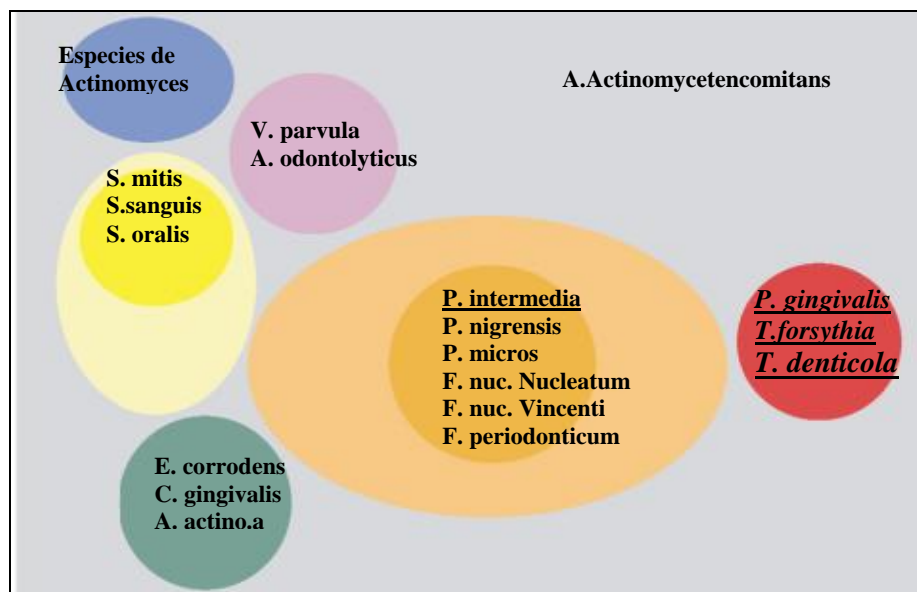 Especies de
Actinomyces
A.Actinomycetencomitans
V. parvula
A. odontolyticus
S. mitis
S.sanguis
S. oralis
P. intermedia
P. nigrensis
P. micros
F. nuc. Nucleatum
F. nuc. Vincenti
F. periodonticum
P. gingivalis
T.forsythia
T. denticola
E. corrodens
C. gingivalis
A. actino.a